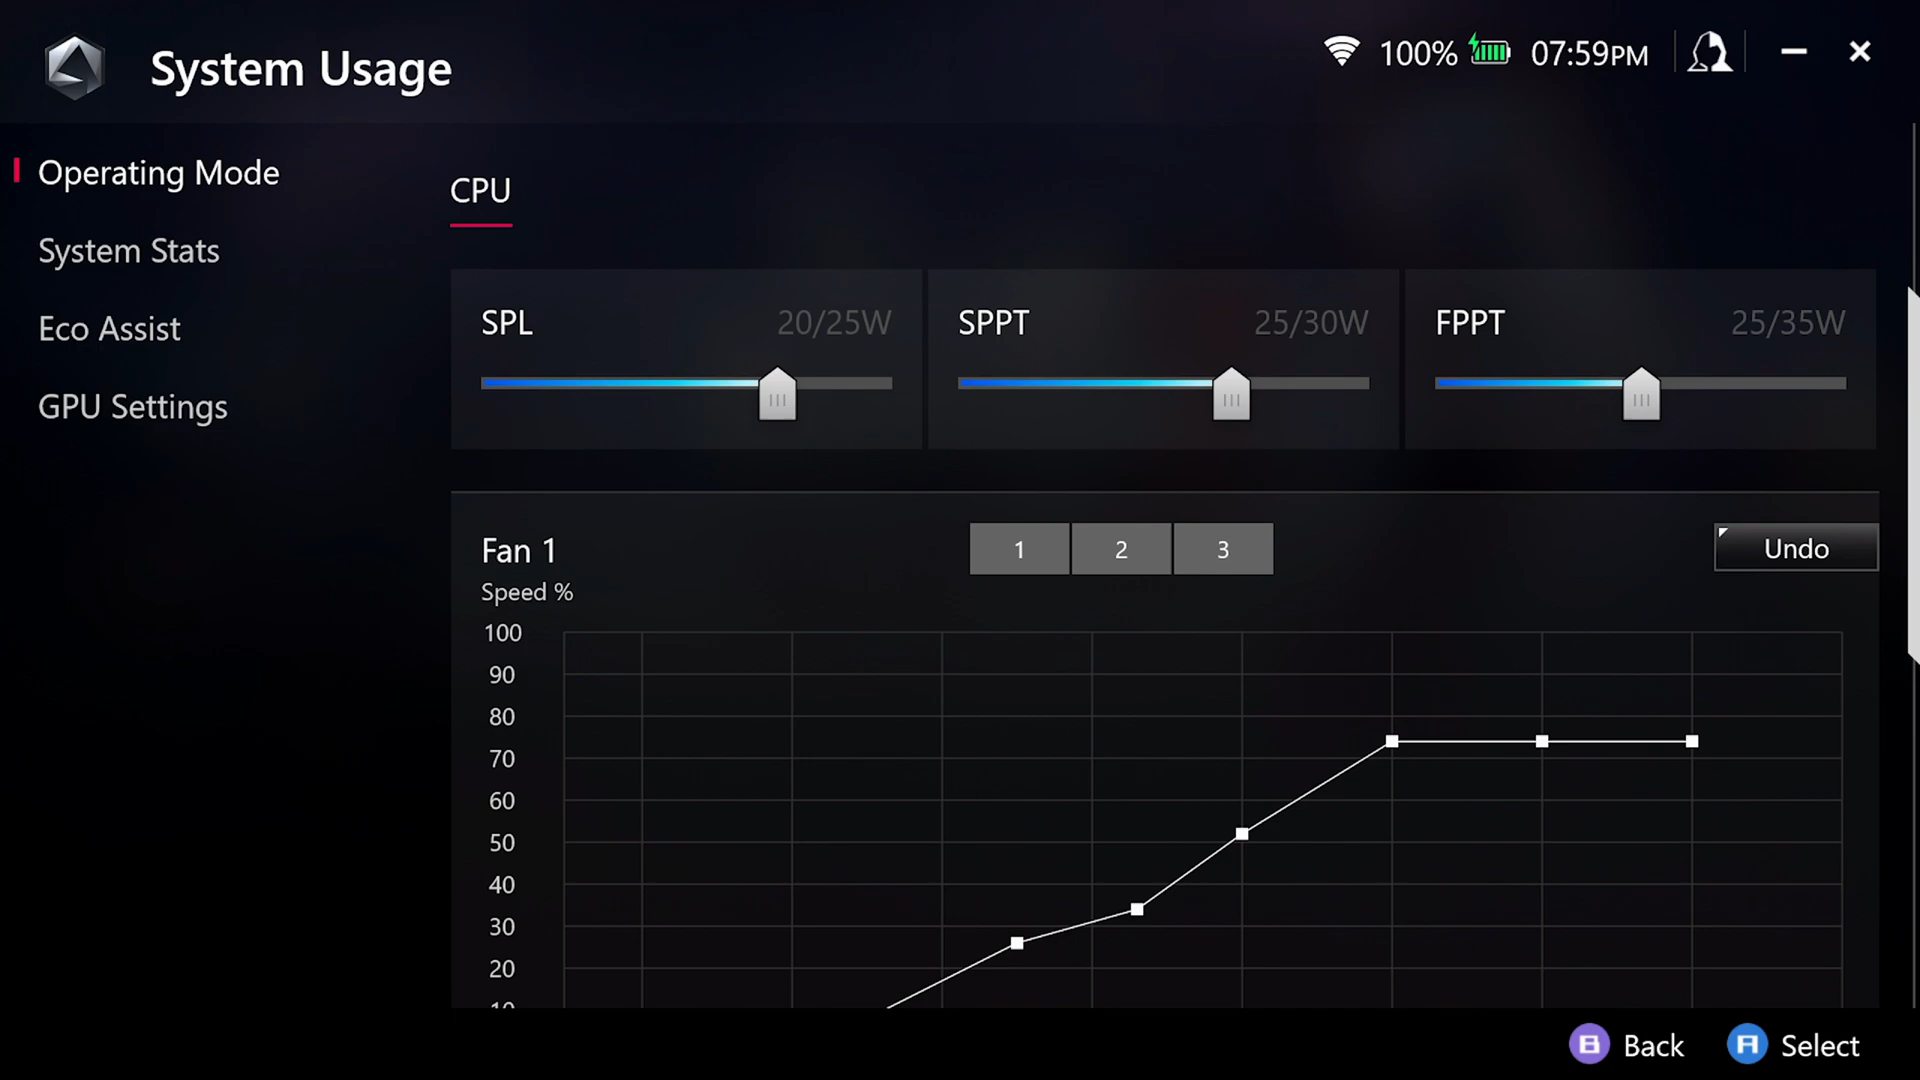 System Usage
100%
07:59PM
Operating Mode
System Stats
Eco Assist
GPU Settings
CPU
SPL 20/25W
SPPT 25/30W
FPPT 25/35W
Fan 1
1 2 3
Undo
Speed %
100
90
80
70
60
50
40
30
20
10
B Back
A Select